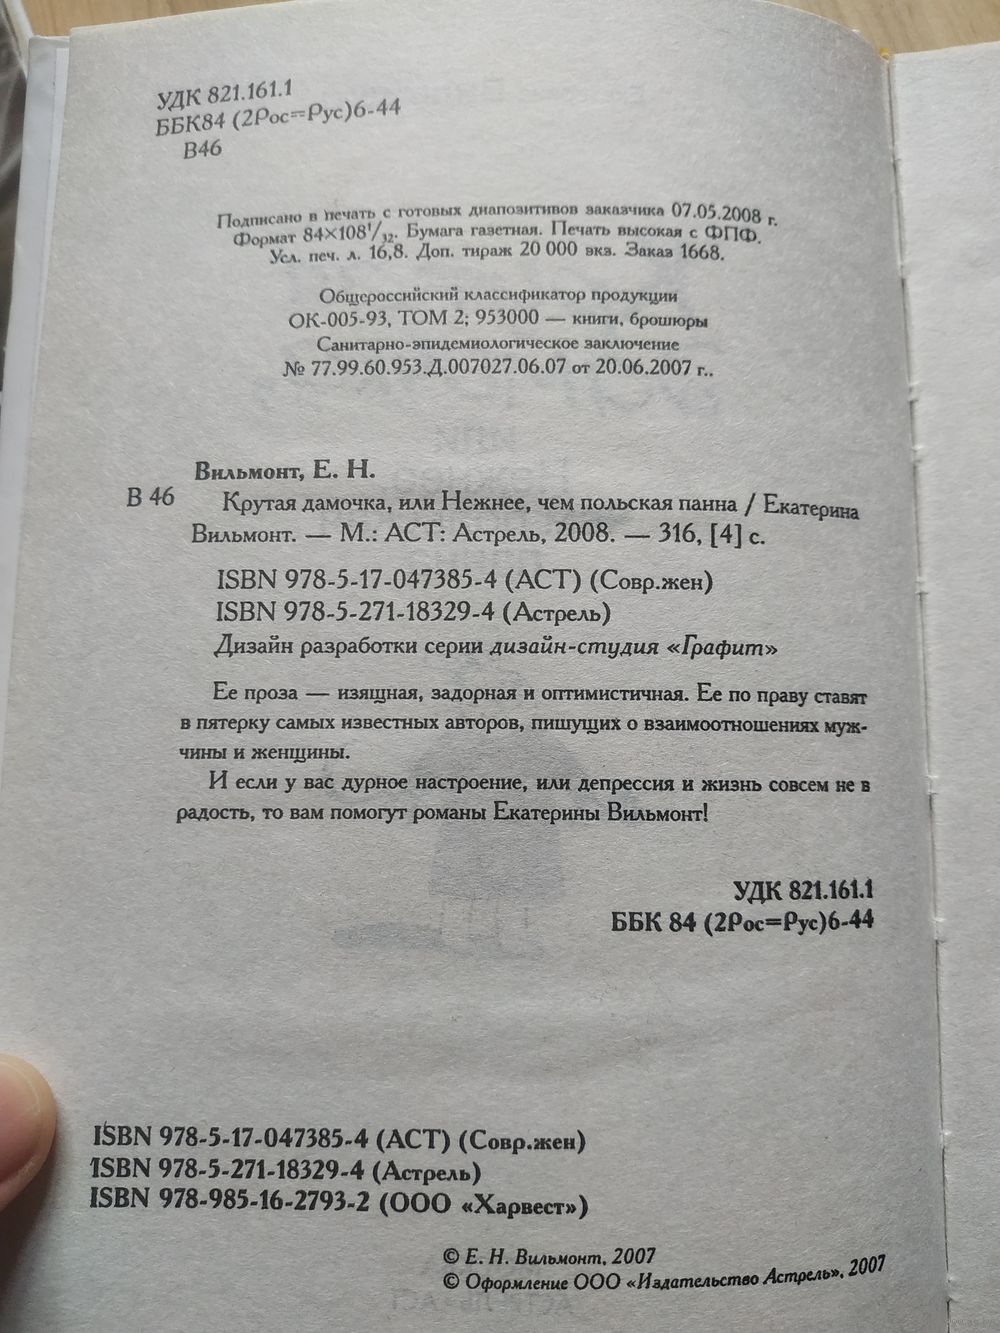 УДК 821.161.1
ББК84 (2Рос=Рус)6-44
В46
Подписано в печать с готовых диапозитивов заказчика 07.05.2008 г.
Формат 84×108¹/₃₂. Бумага газетная. Печать высокая с ФПФ.
Усл. печ. л. 16,8. Доп. тираж 20 000 экз. Заказ 1668.
Общероссийский классификатор продукции
ОК-005-93, ТОМ 2; 953000 — книги, брошюры
Санитарно-эпидемиологическое заключение
№ 77.99.60.953.Д.007027.06.07 от 20.06.2007 г..
Вильмонт, Е. Н.
В 46 Крутая дамочка, или Нежнее, чем польская панна / Екатерина
Вильмонт. — М.: АСТ: Астрель, 2008. — 316, [4] с.
ISBN 978-5-17-047385-4 (АСТ) (Совр.жен)
ISBN 978-5-271-18329-4 (Астрель)
Дизайн разработки серии дизайн-студия «Графит»
Ее проза — изящная, задорная и оптимистичная. Ее по праву ставят
в пятерку самых известных авторов, пишущих о взаимоотношениях муж-
чины и женщины.
И если у вас дурное настроение, или депрессия и жизнь совсем не в
радость, то вам помогут романы Екатерины Вильмонт!
УДК 821.161.1
ББК 84 (2Рос=Рус)6-44
ISBN 978-5-17-047385-4 (АСТ) (Совр.жен)
ISBN 978-5-271-18329-4 (Астрель)
ISBN 978-985-16-2793-2 (ООО «Харвест»)
© Е. Н. Вильмонт, 2007
© Оформление ООО «Издательство Астрель», 2007